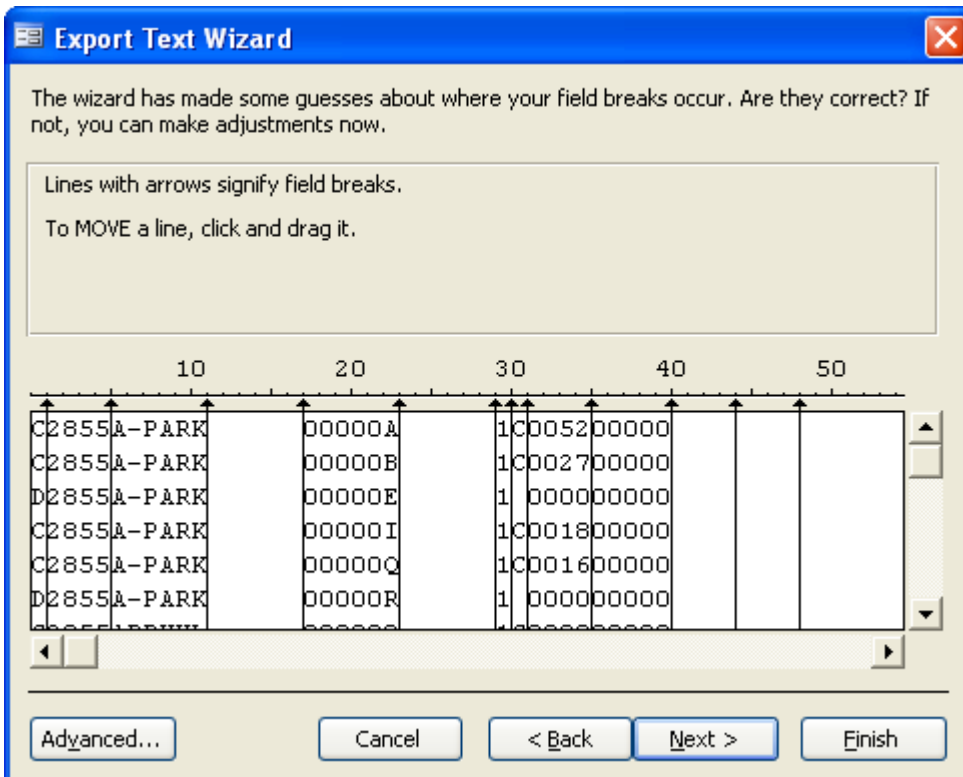 Export Text Wizard
The wizard has made some guesses about where your field breaks occur. Are they correct? If
not, you can make adjustments now.
Lines with arrows signify field breaks.
To MOVE a line, click and drag it.
10 20 30 40 50
C2855A-PARK 00000A 1C005200000
C2855A-PARK 00000B 1C002700000
D2855A-PARK 00000E 1 000000000
C2855A-PARK 00000I 1C001800000
C2855A-PARK 00000Q 1C001600000
D2855A-PARK 00000R 1 000000000
Advanced... Cancel < Back Next > Finish